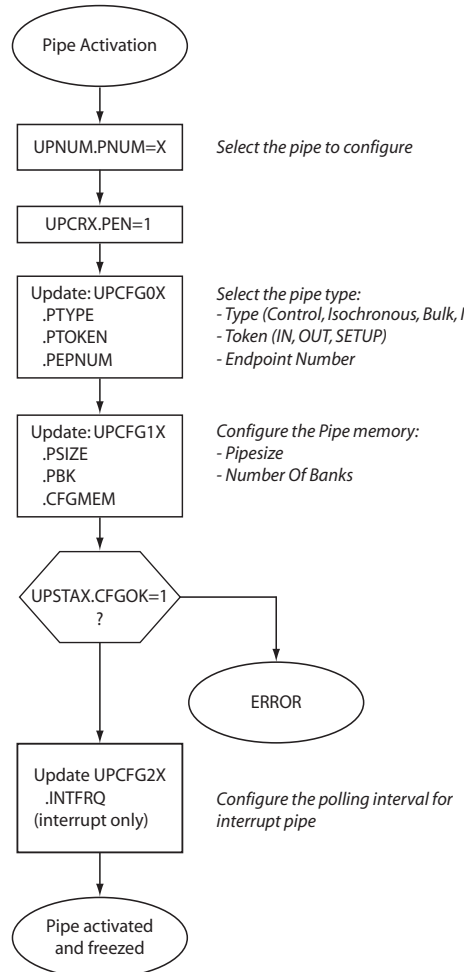 Pipe Activation
UPNUM.PNUM=X
Select the pipe to configure
UPCRX.PEN=1
Update: UPCFG0X
.PTYPE
.PTOKEN
.PEPNUM
Select the pipe type:
- Type (Control, Isochronous, Bulk,
- Token (IN, OUT, SETUP)
- Endpoint Number
Update: UPCFG1X
.PSIZE
.PBK
.CFGMEM
Configure the Pipe memory:
- Pipesize
- Number Of Banks
UPSTAX.CFGOK=1
?
ERROR
Update UPCFG2X
.INTFRQ
(interrupt only)
Configure the polling interval for
interrupt pipe
Pipe activated
and freezed